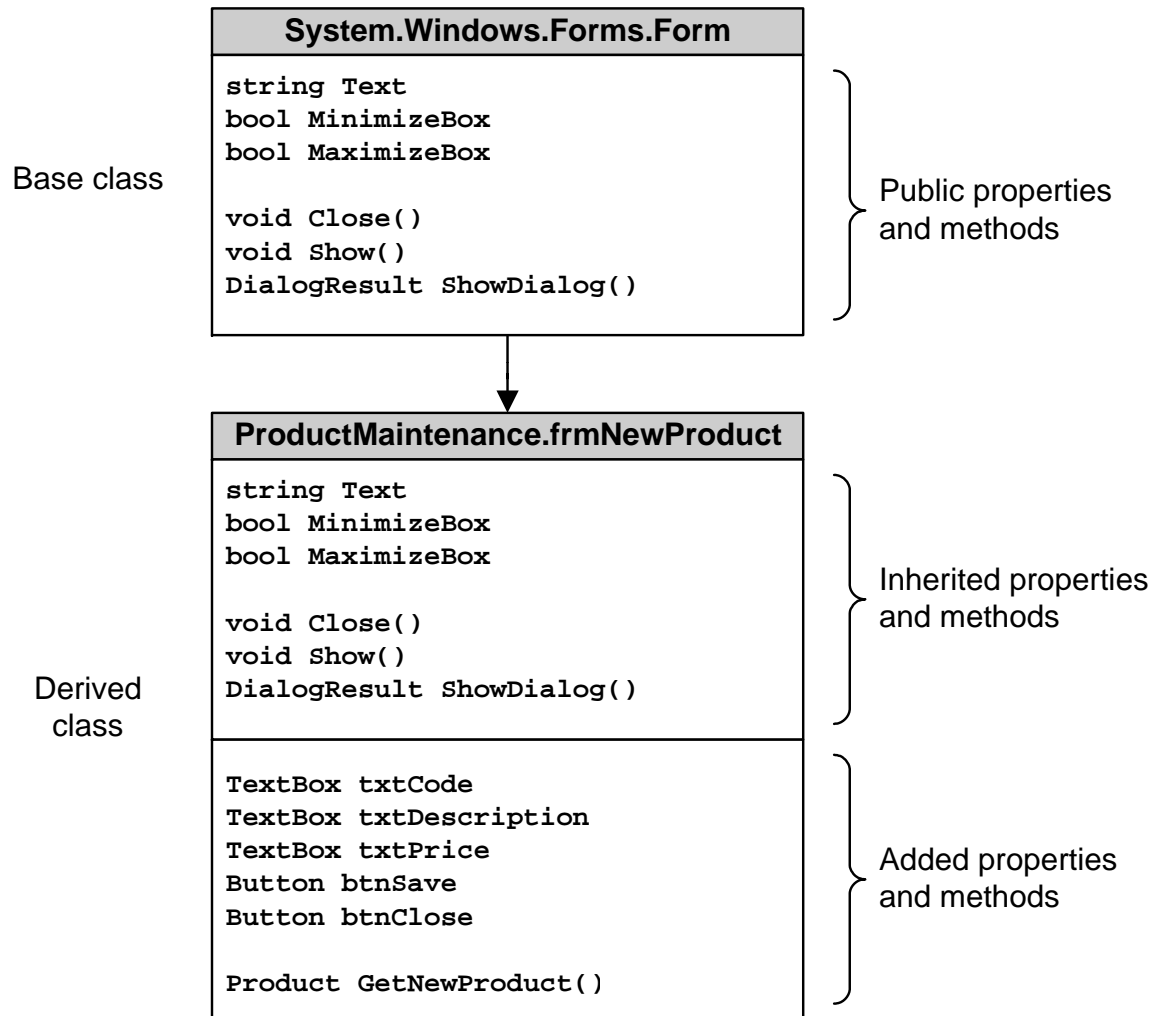 System.Windows.Forms.Form
string Text
bool MinimizeBox
bool MaximizeBox
void Close()
void Show()
DialogResult ShowDialog()
Base class
Public properties
and methods
ProductMaintenance.frmNewProduct
string Text
bool MinimizeBox
bool MaximizeBox
void Close()
void Show()
DialogResult ShowDialog()
Inherited properties
and methods
Derived
class
TextBox txtCode
TextBox txtDescription
TextBox txtPrice
Button btnSave
Button btnClose
Product GetNewProduct()
Added properties
and methods